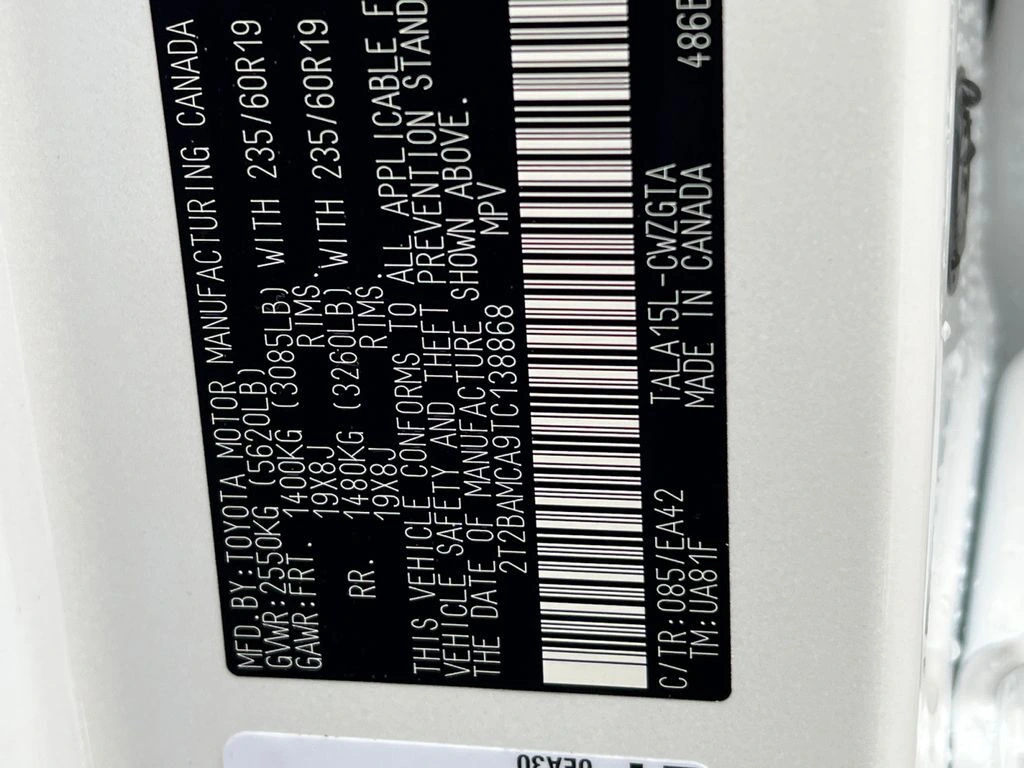 MFD.BY:TOYOTA MOTOR MANUFACTURING CANADA
GVWR:2550KG (5620LB)
GAWR:FRT. 1400KG (3085LB) WITH 235/60R19
19X8J RIMS.
RR. 1480KG (3260LB) WITH 235/60R19
19X8J RIMS.
THIS VEHICLE CONFORMS TO ALL APPLICABLE F
VEHICLE SAFETY AND THEFT PREVENTION STAND
THE DATE OF MANUFACTURE SHOWN ABOVE.
2T2BAMCA9TC138868 MPV
C/TR:085/EA42 TALA15L-CWZGTA 486B
TM:UA81F MADE IN CANADA
0EA30